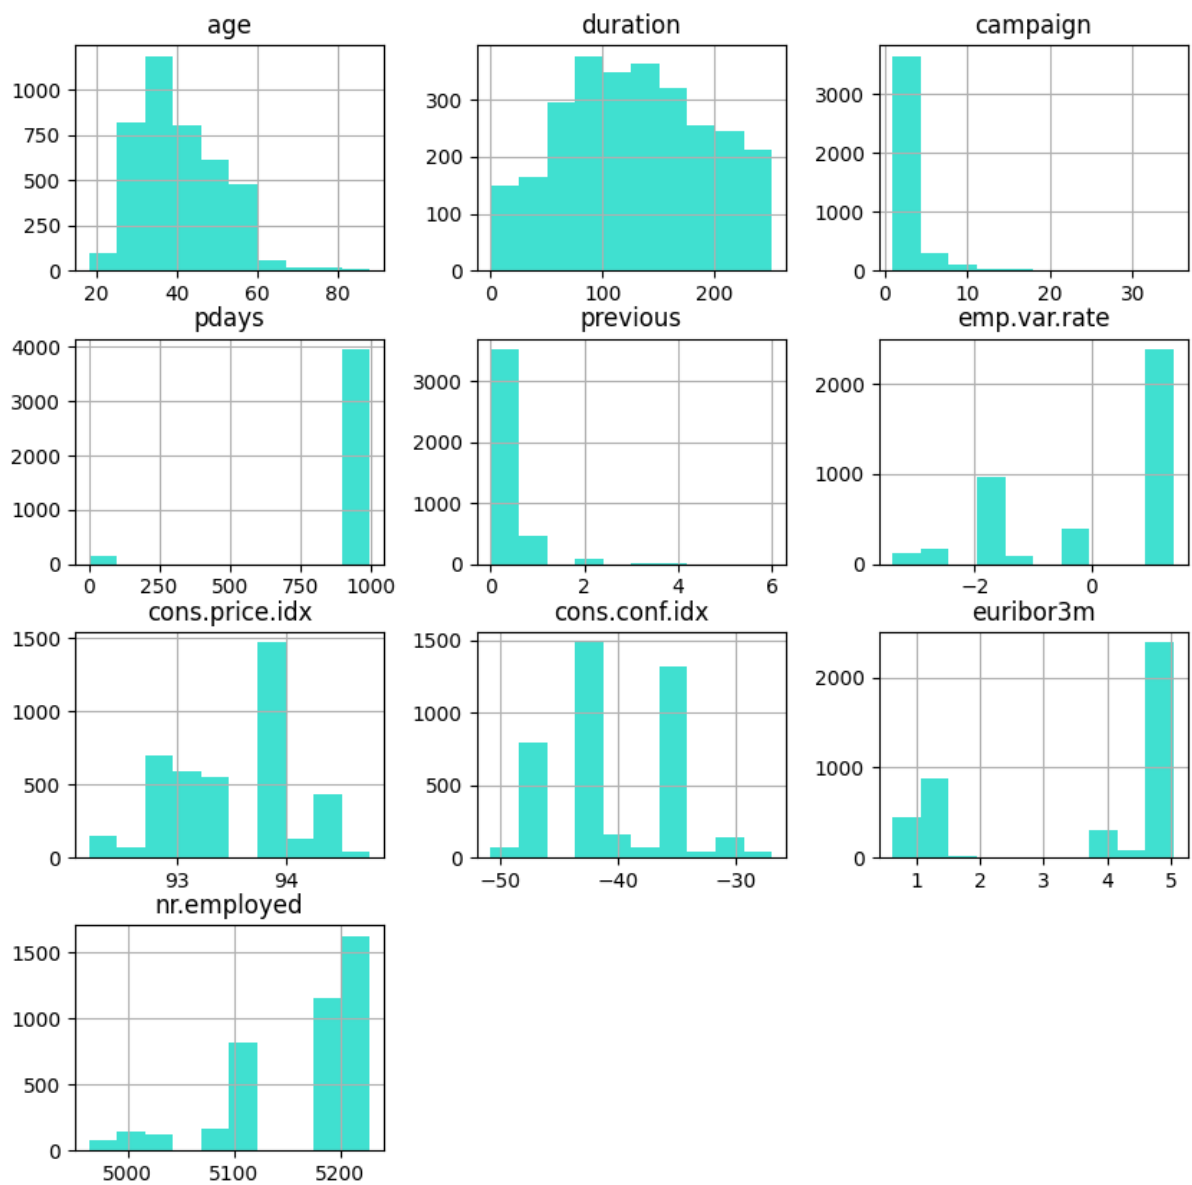 age
1000
750
500
250
0
20 40 60 80
duration
300
200
100
0
0 100 200
campaign
3000
2000
1000
0
0 10 20 30
pdays
4000
3000
2000
1000
0
0 250 500 750 1000
previous
3000
2000
1000
0
0 2 4 6
emp.var.rate
2000
1000
0
−2 0
cons.price.idx
1500
1000
500
0
93 94
cons.conf.idx
1500
1000
500
0
−50 −40 −30
euribor3m
2000
1000
0
1 2 3 4 5
nr.employed
1500
1000
500
0
5000 5100 5200